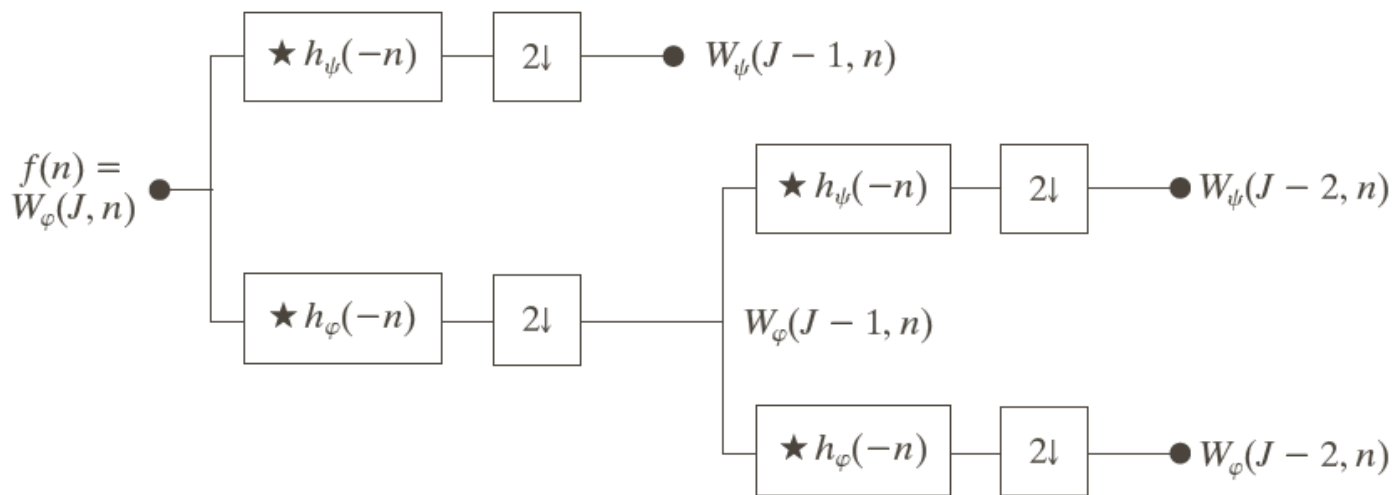 ★ h_ψ(−n)
2↓
W_ψ(J − 1, n)
f(n) =
W_φ(J, n)
★ h_ψ(−n)
2↓
W_ψ(J − 2, n)
★ h_φ(−n)
2↓
W_φ(J − 1, n)
★ h_φ(−n)
2↓
W_φ(J − 2, n)